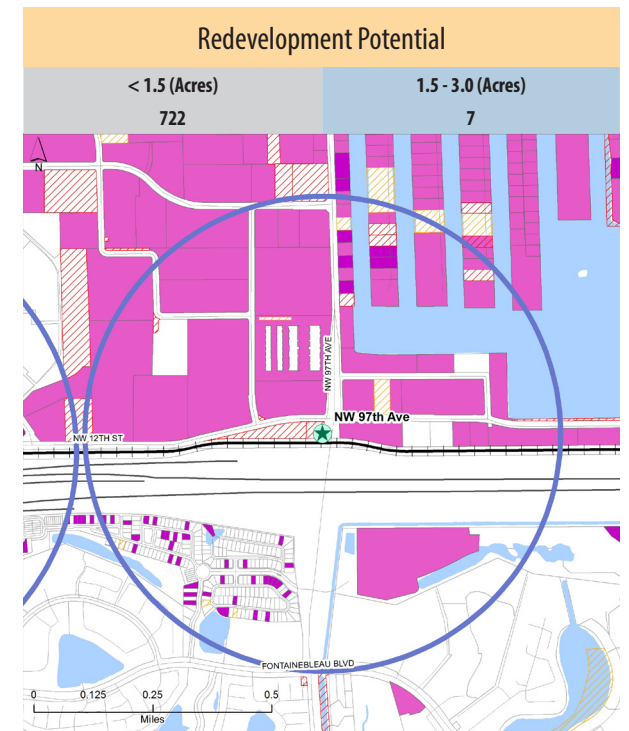 Redevelopment Potential
< 1.5 (Acres)
1.5 - 3.0 (Acres)
722
7
N
NW 97TH AVE
NW 97th Ave
NW 12TH ST
FONTAINEBLEAU BLVD
0 0.125 0.25 0.5
Miles